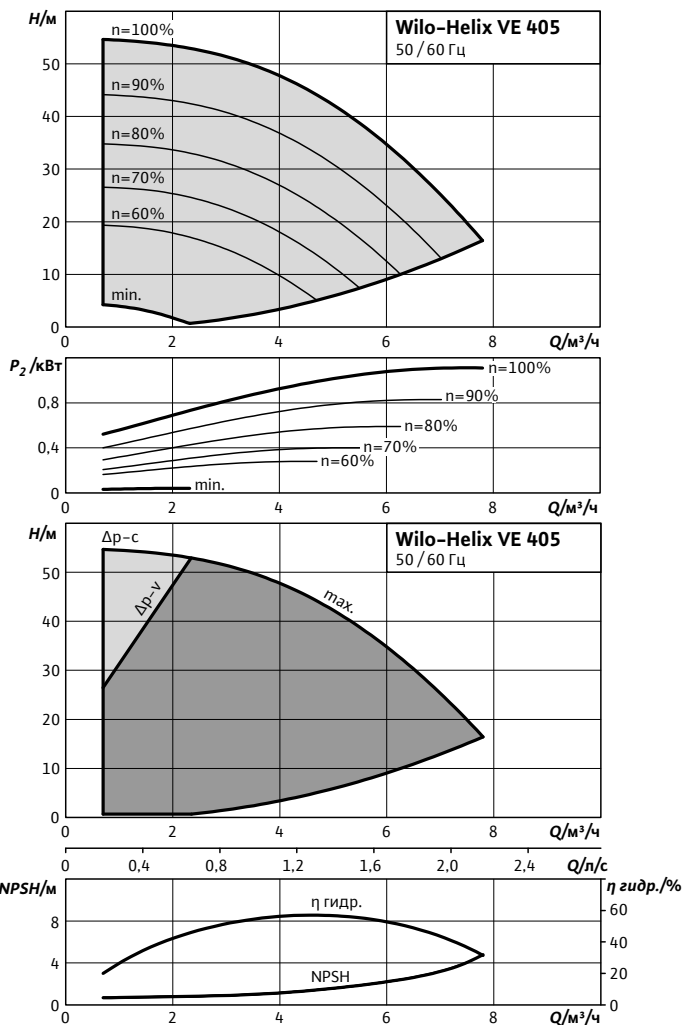 H/м
n=100%
Wilo-Helix VE 405
50/60 Гц
50
n=90%
40
n=80%
30
n=70%
20
n=60%
10
min.
0
0 2 4 6 8 Q/м³/ч
P₂/кВт
n=100%
0,8
n=90%
n=80%
0,4
n=70%
n=60%
min.
0
0 2 4 6 8 Q/м³/ч
H/м
Δp-c
Wilo-Helix VE 405
50/60 Гц
50
Δp-v
max.
40
30
20
10
0
0 2 4 6 8 Q/м³/ч
0 0,4 0,8 1,2 1,6 2,0 2,4 Q/л/с
NPSH/м
η гидр./%
η гидр.
8
60
40
4
NPSH
20
0
0
0 2 4 6 8 Q/м³/ч